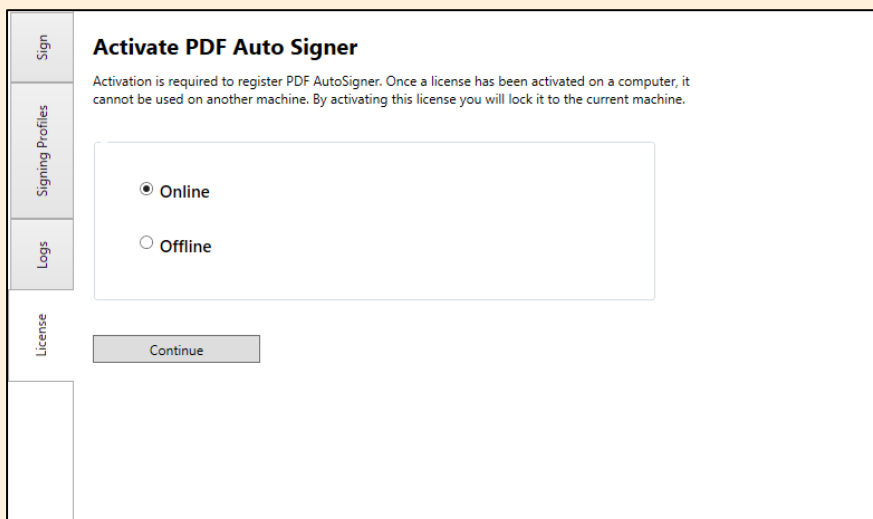 Sign
Signing Profiles
Logs
License
Activate PDF Auto Signer
Activation is required to register PDF AutoSigner. Once a license has been activated on a computer, it
cannot be used on another machine. By activating this license you will lock it to the current machine.
Online
Offline
Continue